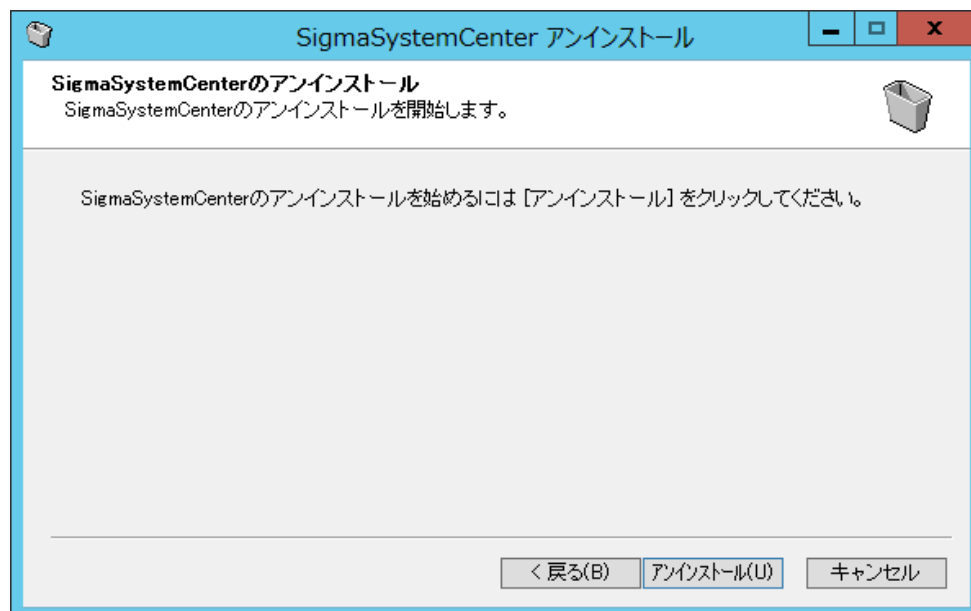 SigmaSystemCenter アンインストール
SigmaSystemCenterのアンインストール
SigmaSystemCenterのアンインストールを開始します。
SigmaSystemCenterのアンインストールを始めるには [アンインストール] をクリックしてください。
< 戻る(B)
アンインストール(U)
キャンセル